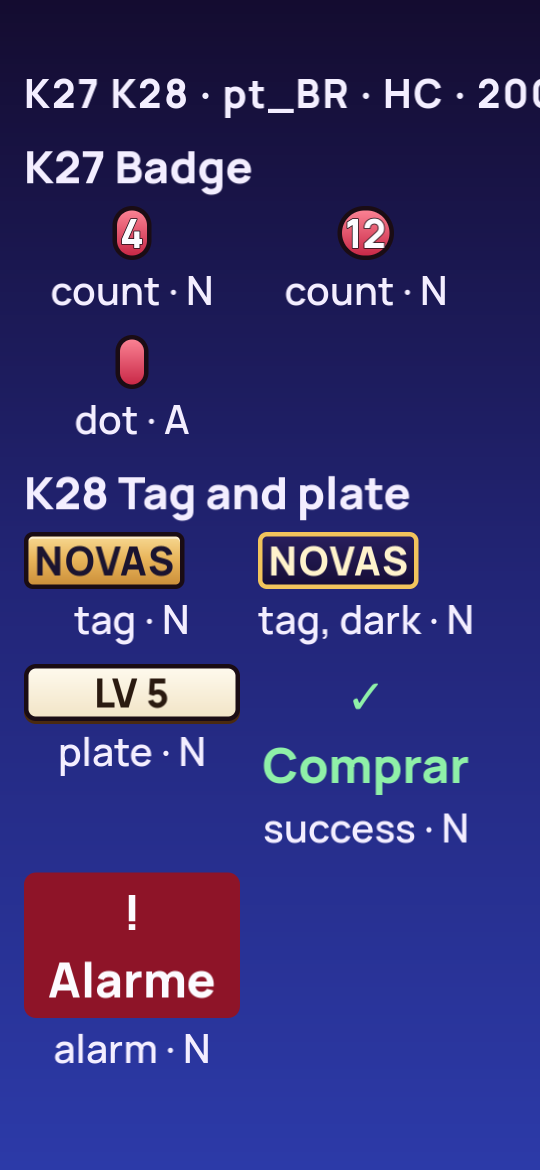 K27 K28 · pt_BR · HC · 200
K27 Badge
4 12
count · N count · N
dot · A
K28 Tag and plate
NOVAS NOVAS
tag · N tag, dark · N
LV 5 ✓
Comprar
plate · N
success · N
!
Alarme
alarm · N